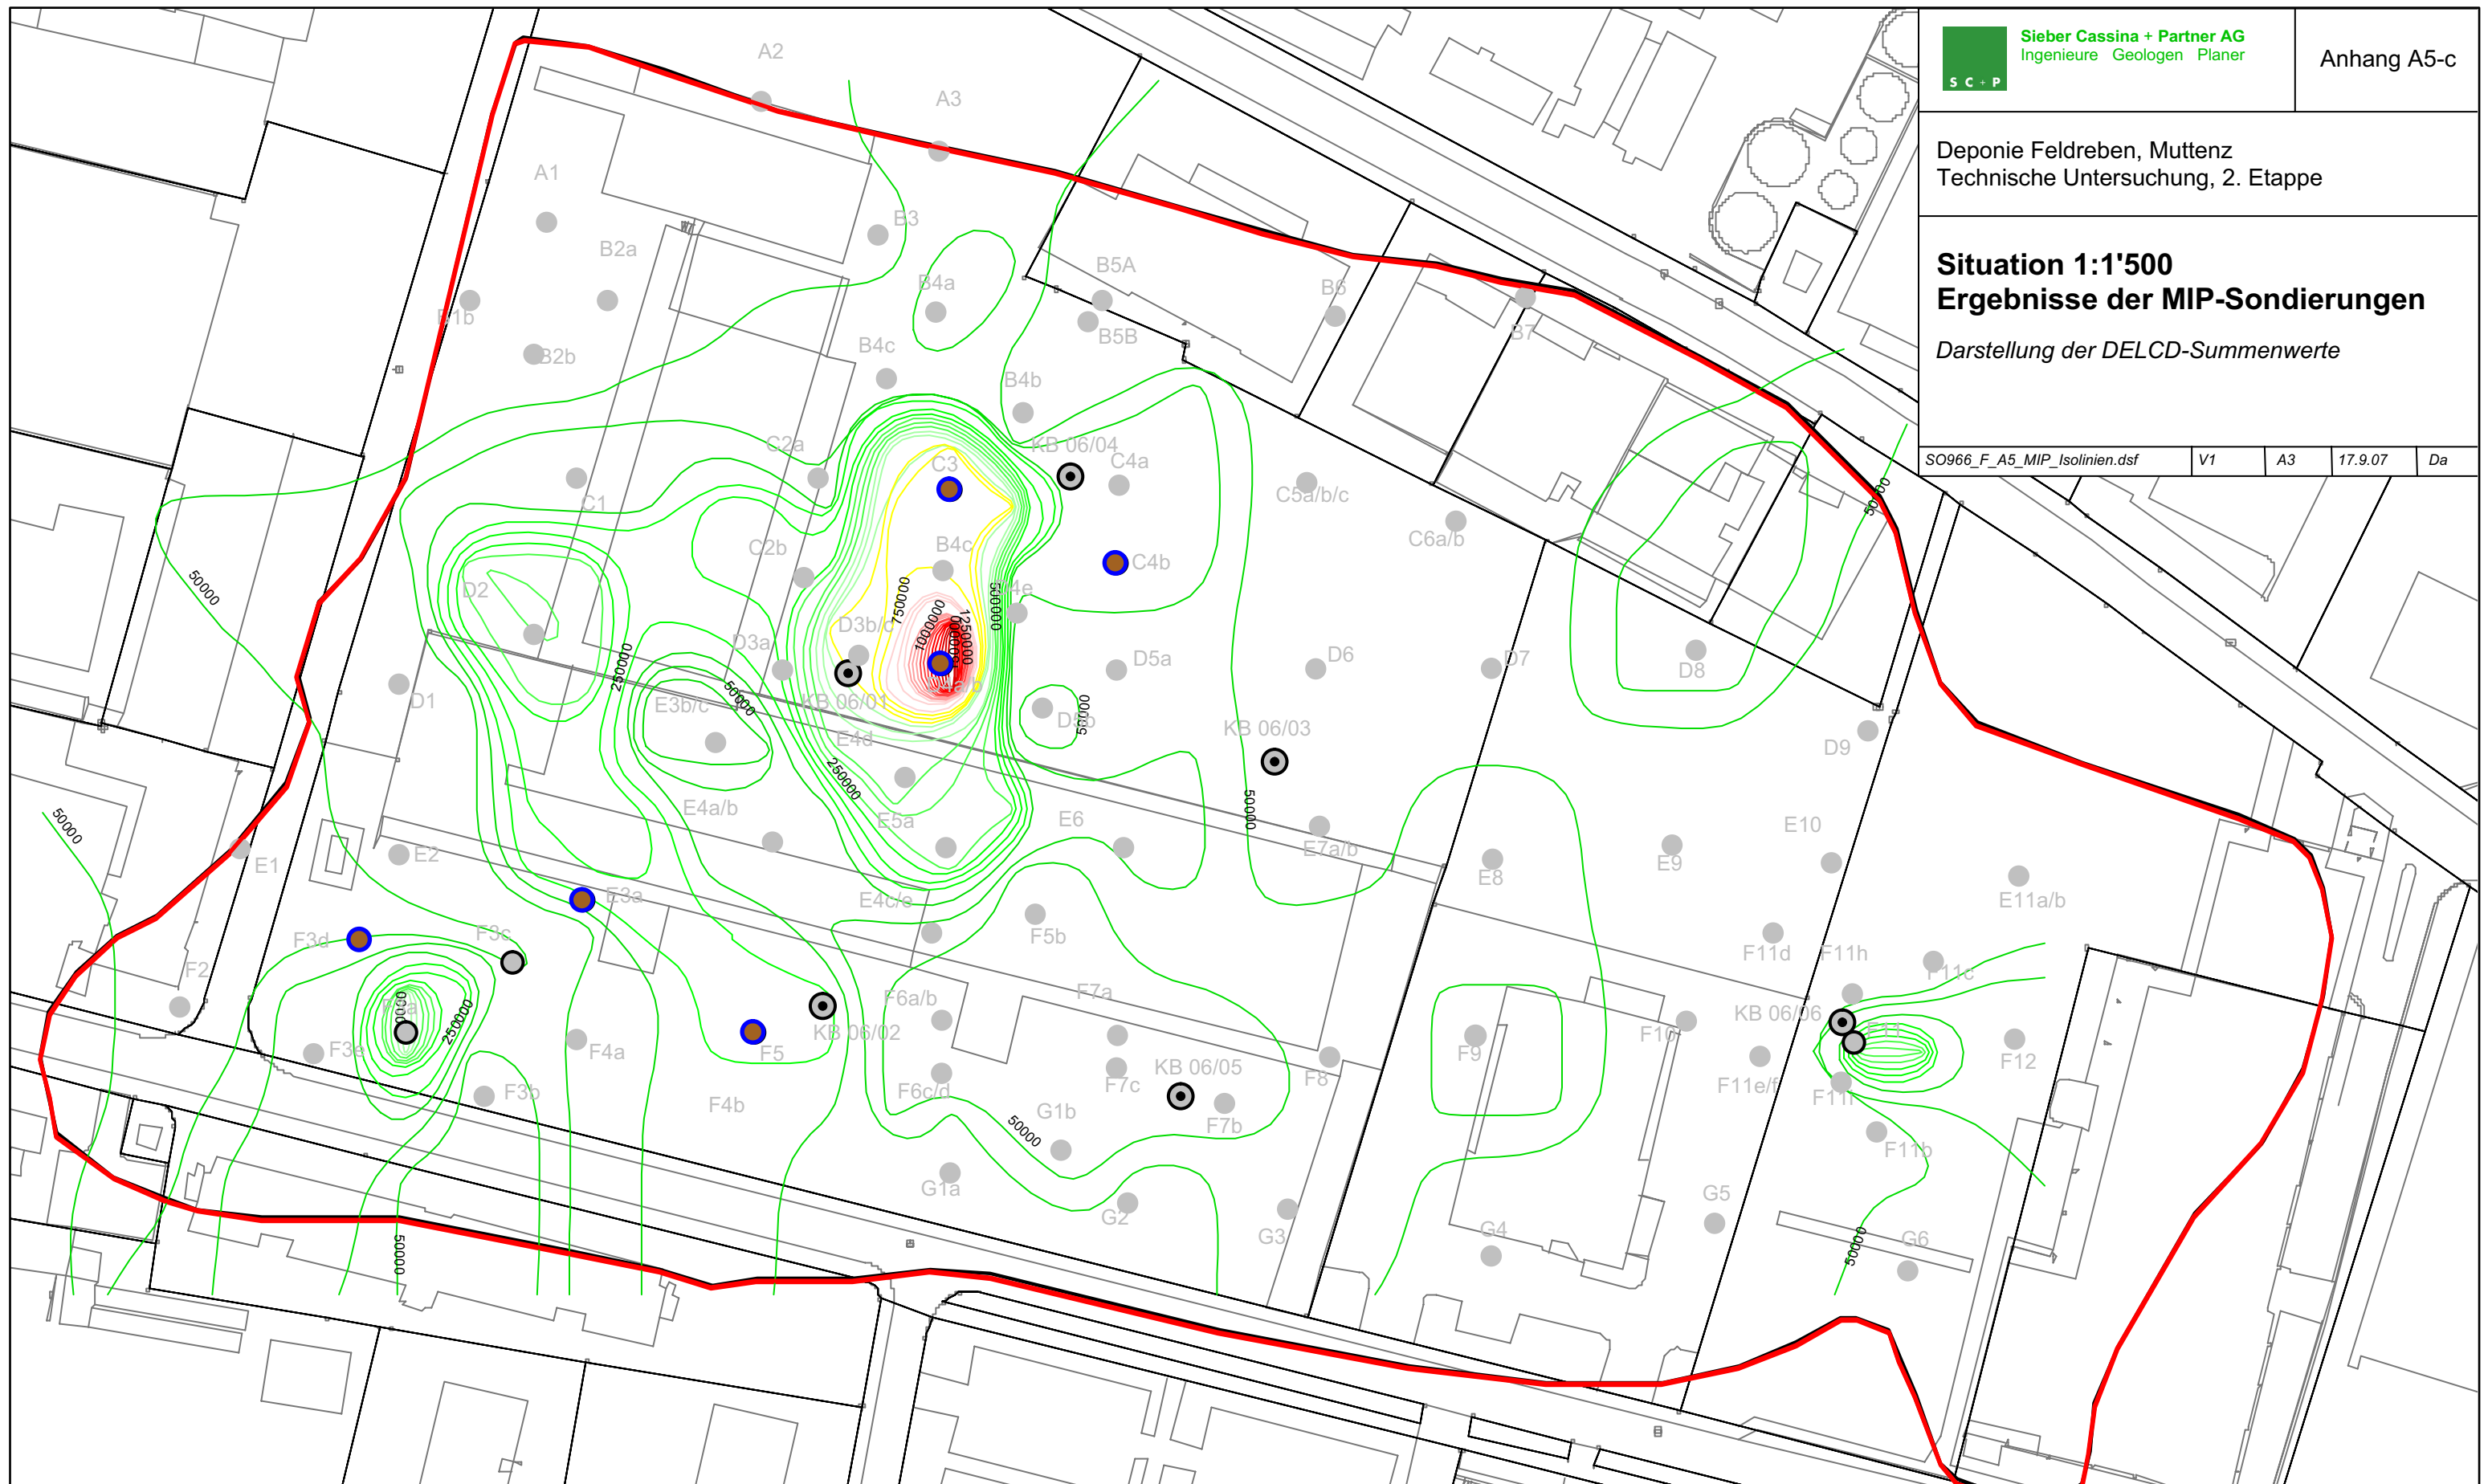 Sieber Cassina + Partner AG
Ingenieure Geologen Planer
S C + P
Anhang A5-c
Deponie Feldreben, Muttenz
Technische Untersuchung, 2. Etappe
Situation 1:1'500
Ergebnisse der MIP-Sondierungen
Darstellung der DELCD-Summenwerte
SO966_F_A5_MIP_Isolinien.dsf V1 A3 17.9.07 Da
A2
A3
A1
B3
B2a
B5A
B4a
B6
B1b
B5B
B7
B2b
B4c
B4b
C2a
KB 06/04
C3
C4a
C1
C5a/b/c
50000
C6a/b
C2b
B4c
C4b
50000
D2
750000
500000
1000000
1250000
D3b/c
D3a
250000
D5a
D6
D7
D8
D1
E3b/c
50000
KB 06/01
D5b
50000
KB 06/03
E4d
D9
250000
50000
50000
E4a/b
E5a
E6
E10
E1
E2
E7a/b
E8
E9
E3a
E4c/e
E11a/b
F3d
F3c
F5b
F11d
F11h
F11c
F2
F6a/b
F7a
250000
KB 06/02
KB 06/06
F11
F3e
F4a
F5
F9
F10
F12
F8
F3b
F6c/d
F7c
KB 06/05
F11e/f
F4b
G1b
F7b
50000
F11b
G1a
G2
G3
G5
G4
G6
50000
50000